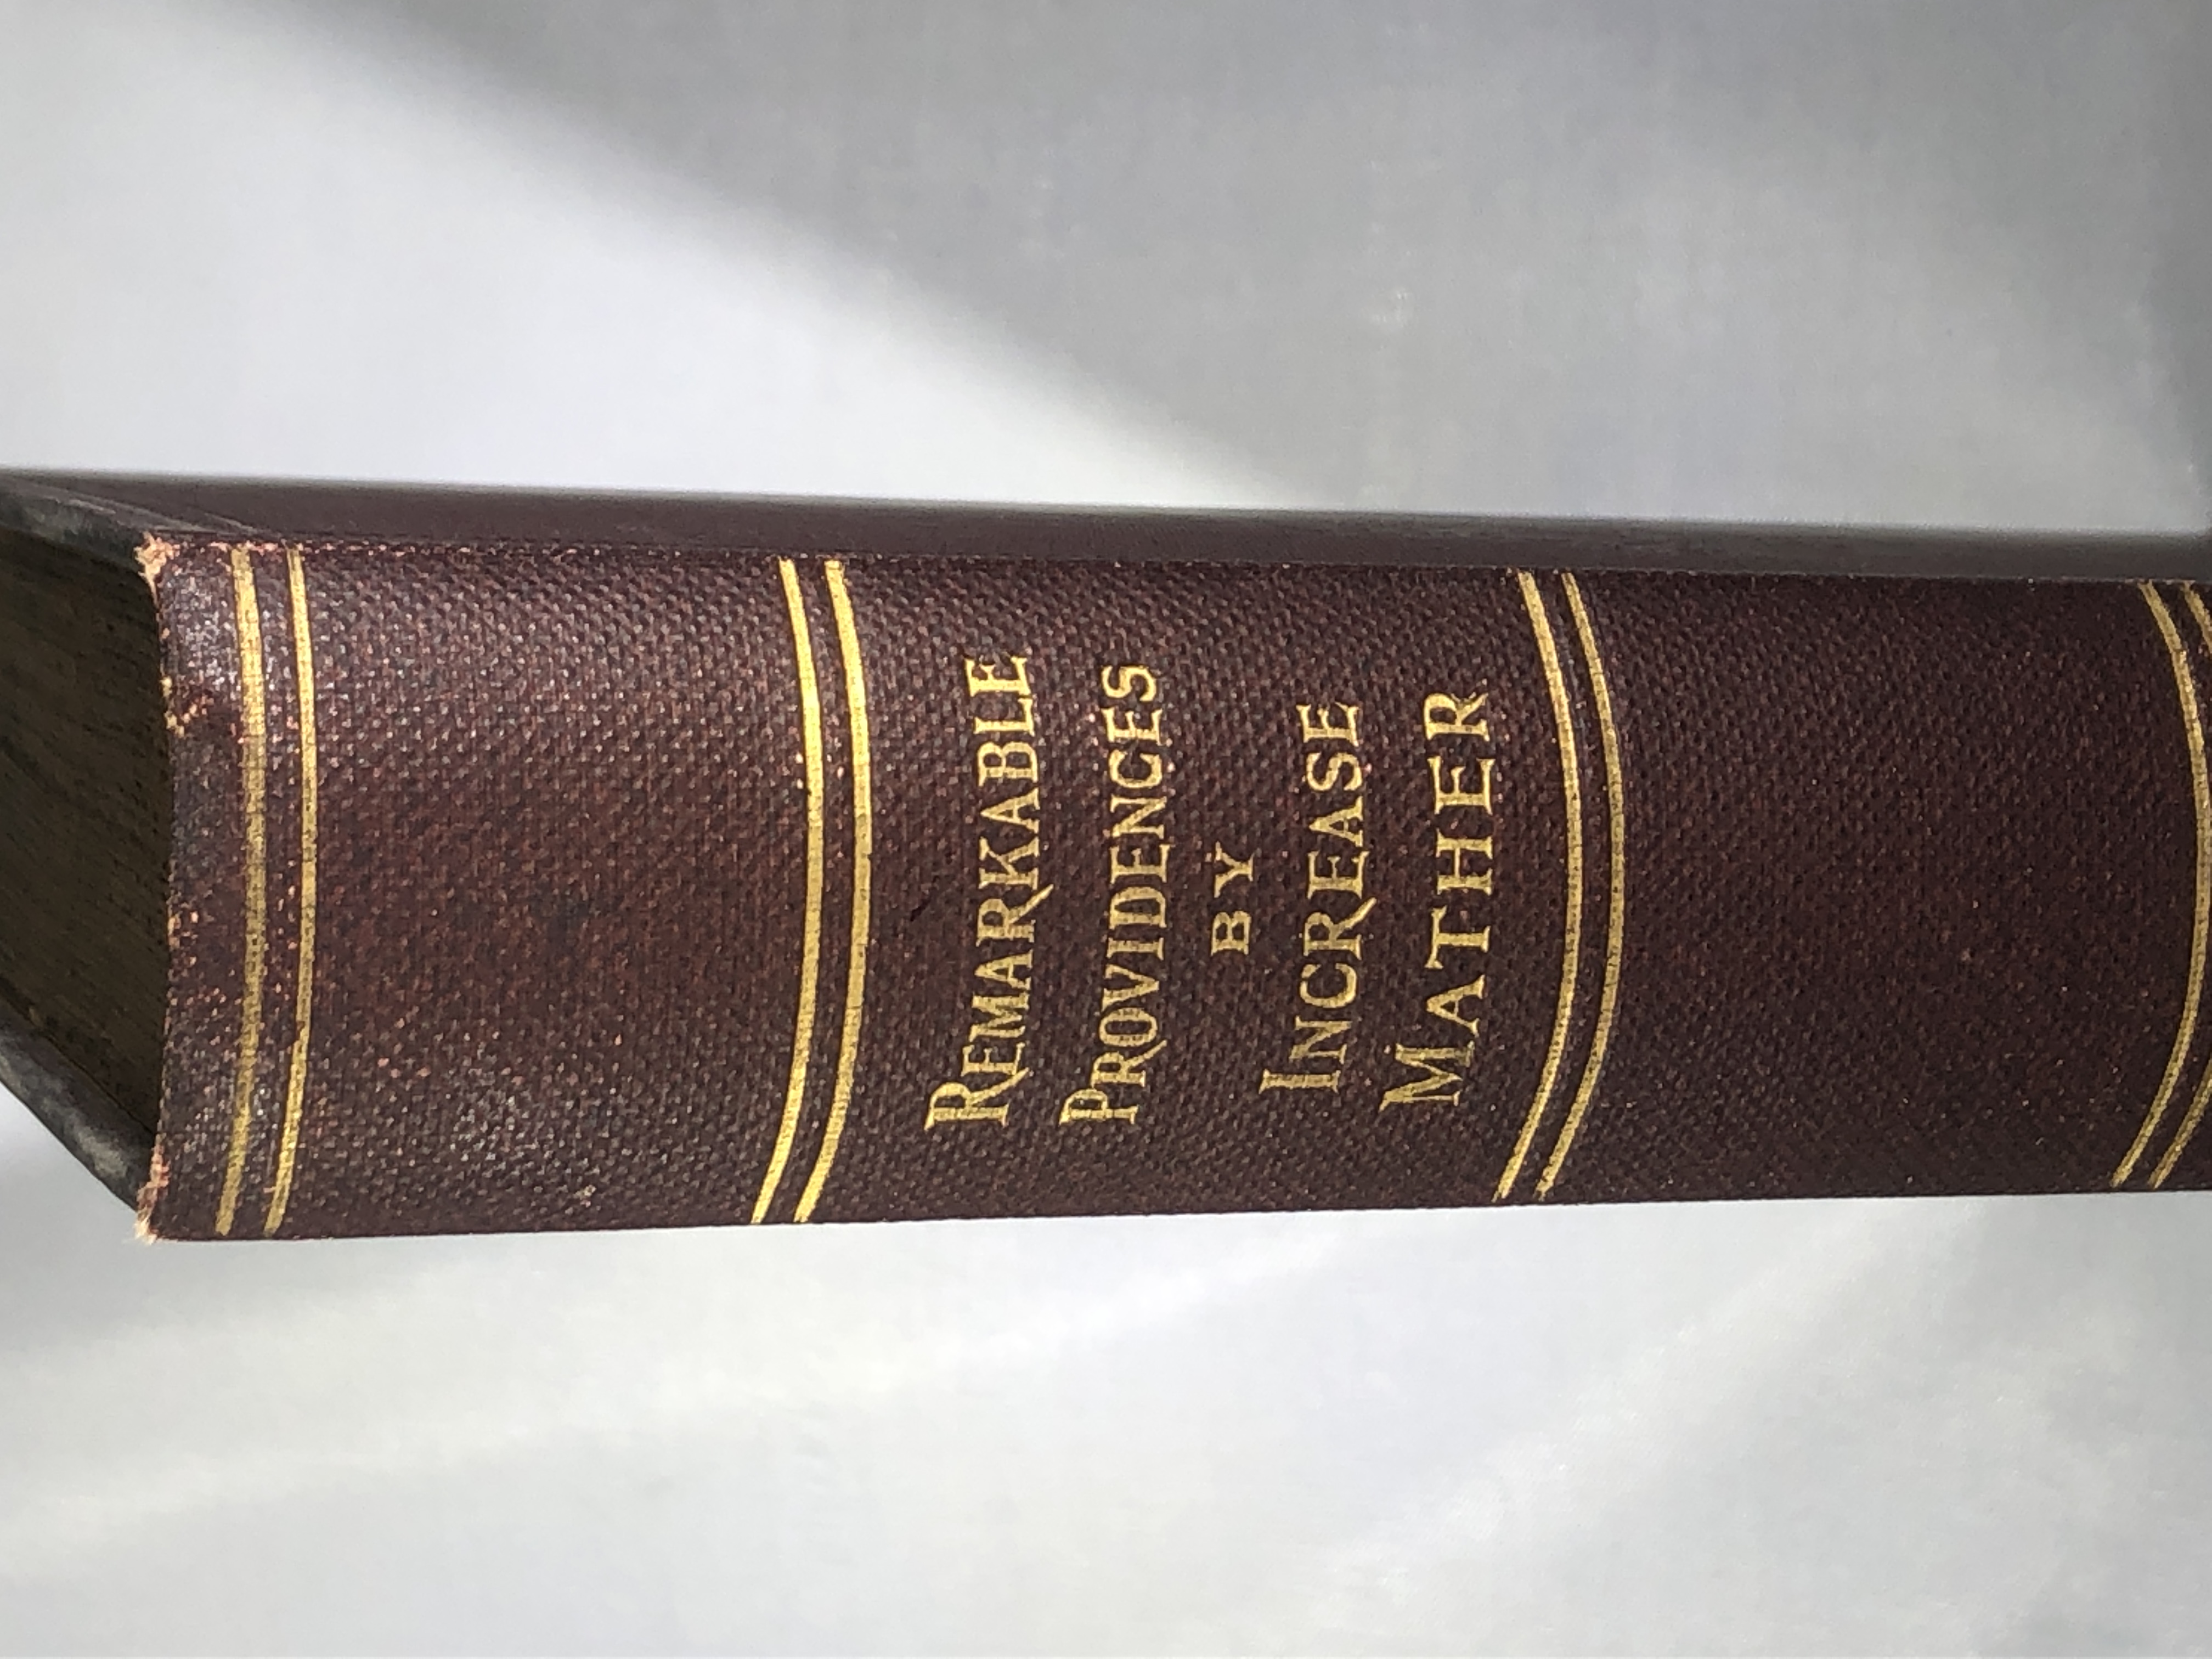 REMARKABLE
PROVIDENCES
BY
INCREASE
MATHER